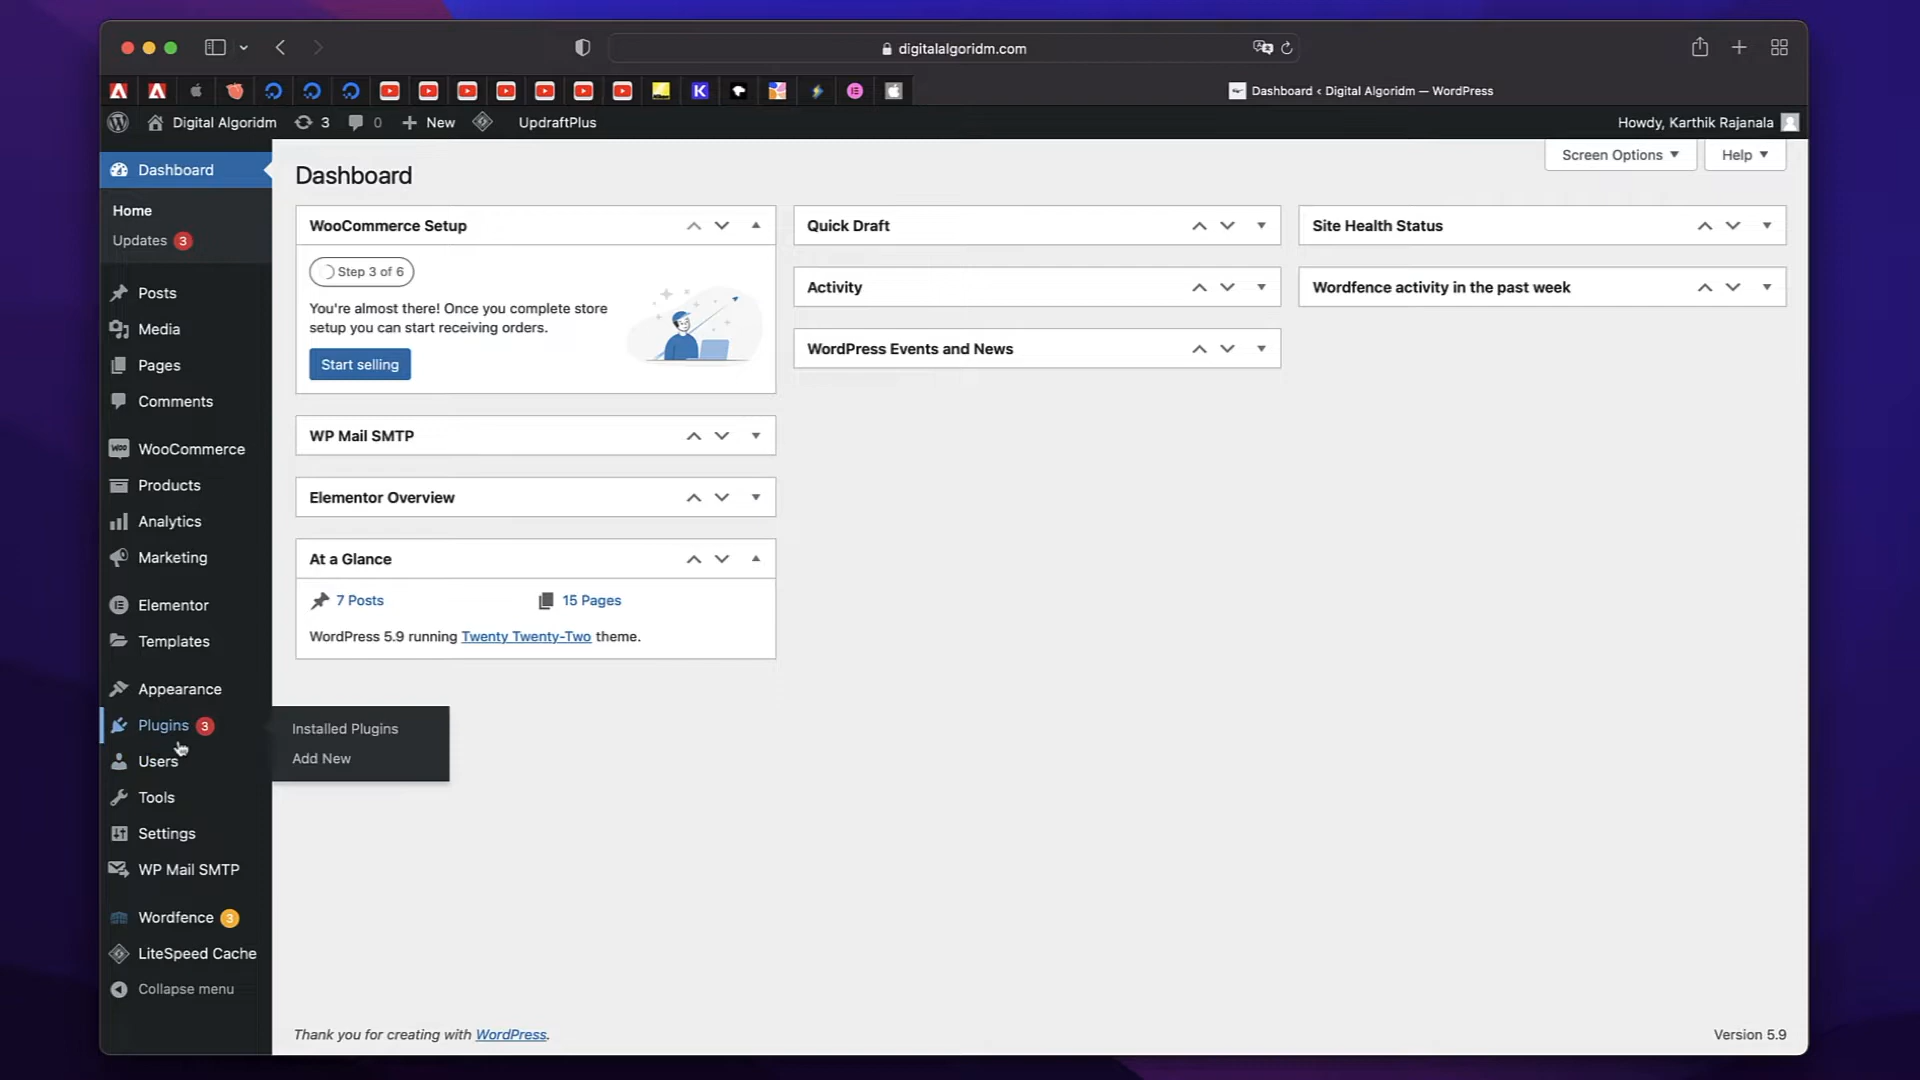 digitalalgoridm.com
Dashboard < Digital Algoridm — WordPress
Digital Algoridm 3 0 New UpdraftPlus Howdy, Karthik Rajanala
Dashboard
Home
Updates 3
Posts
Media
Pages
Comments
WooCommerce
Products
Analytics
Marketing
Elementor
Templates
Appearance
Plugins 3
Users
Tools
Settings
WP Mail SMTP
Wordfence 3
LiteSpeed Cache
Collapse menu
Installed Plugins
Add New
Screen Options Help
Dashboard
WooCommerce Setup
Step 3 of 6
You're almost there! Once you complete store
setup you can start receiving orders.
Start selling
WP Mail SMTP
Elementor Overview
At a Glance
7 Posts 15 Pages
WordPress 5.9 running Twenty Twenty-Two theme.
Quick Draft
Activity
WordPress Events and News
Site Health Status
Wordfence activity in the past week
Thank you for creating with WordPress.
Version 5.9